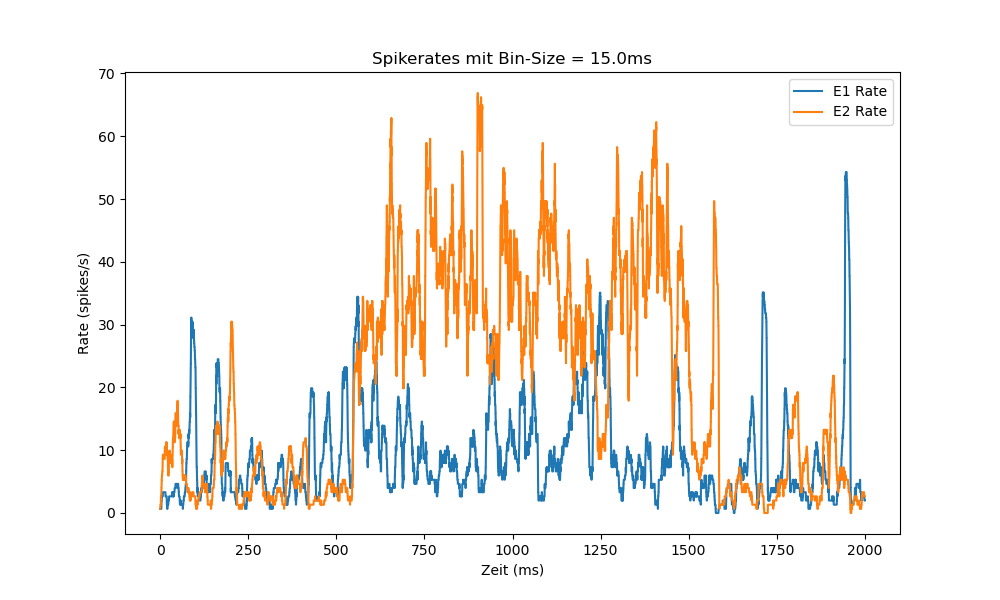 Spikerates mit Bin-Size = 15.0ms
E1 Rate
E2 Rate
Rate (spikes/s)
70
60
50
40
30
20
10
0
0 250 500 750 1000 1250 1500 1750 2000
Zeit (ms)